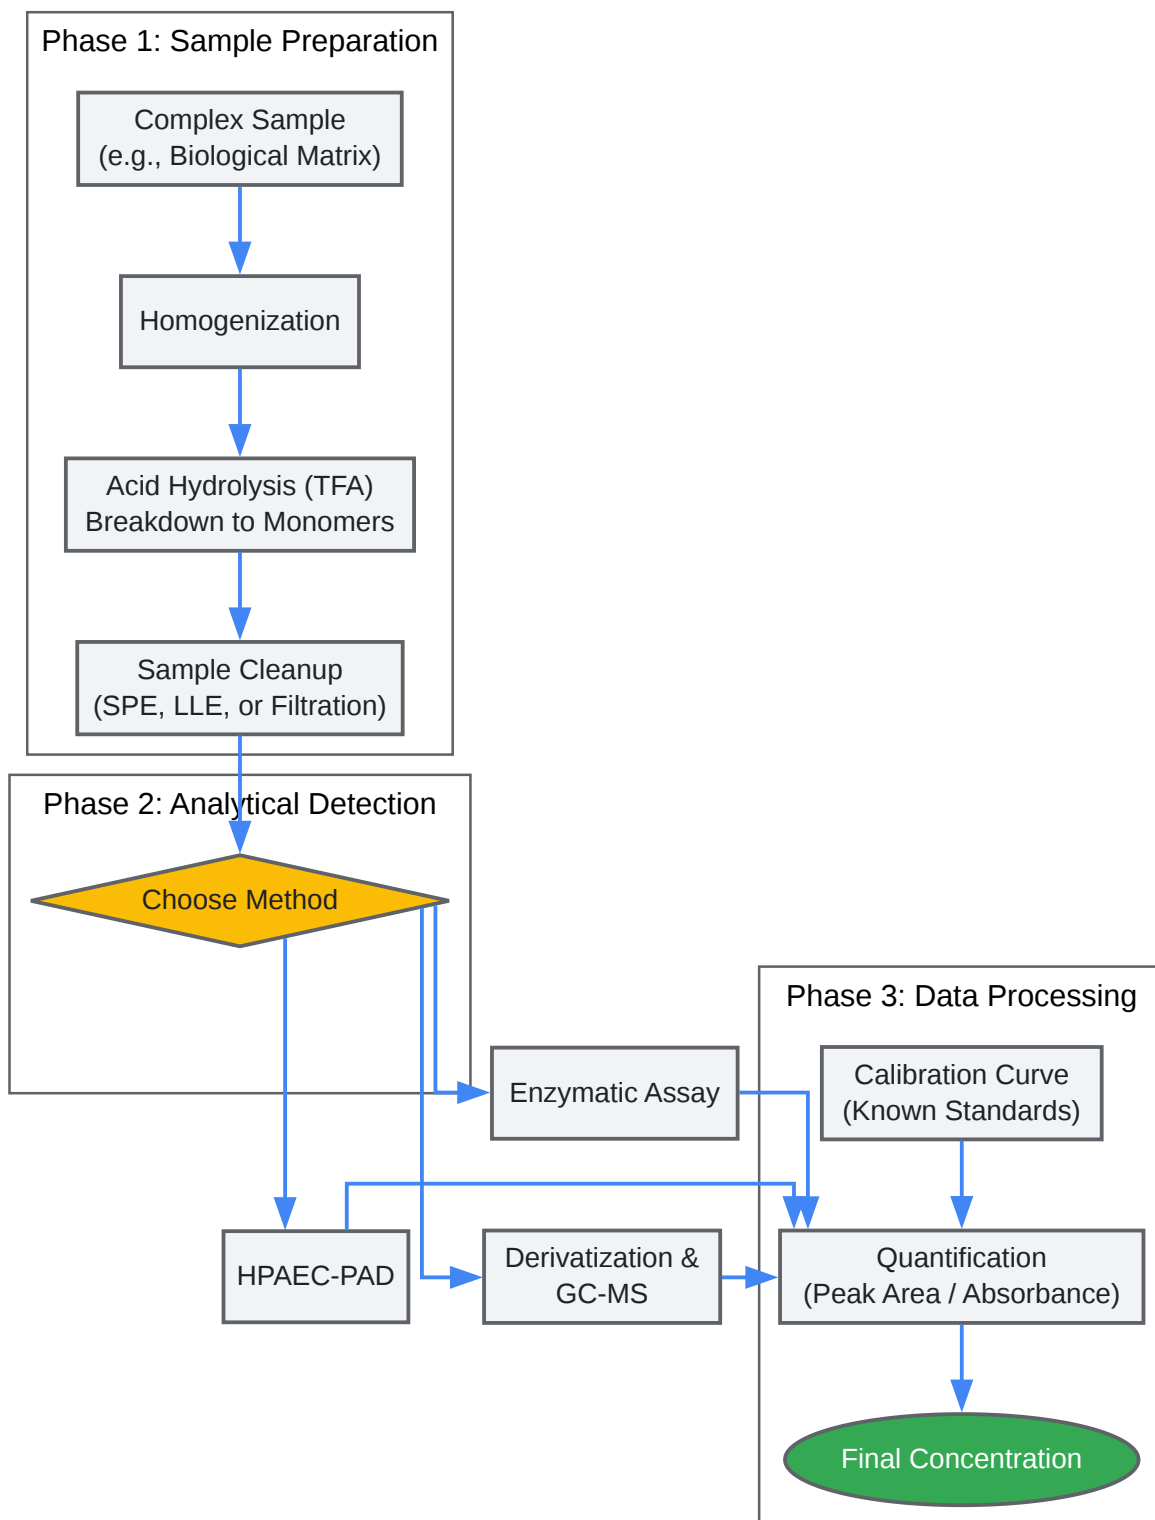 Phase 1: Sample Preparation
Complex Sample
(e.g., Biological Matrix)
Homogenization
Acid Hydrolysis (TFA)
Breakdown to Monomers
Sample Cleanup
(SPE, LLE, or Filtration)
Phase 2: Analytical Detection
Choose Method
Phase 3: Data Processing
Enzymatic Assay
Calibration Curve
(Known Standards)
HPAEC-PAD
Derivatization &
GC-MS
Quantification
(Peak Area / Absorbance)
Final Concentration